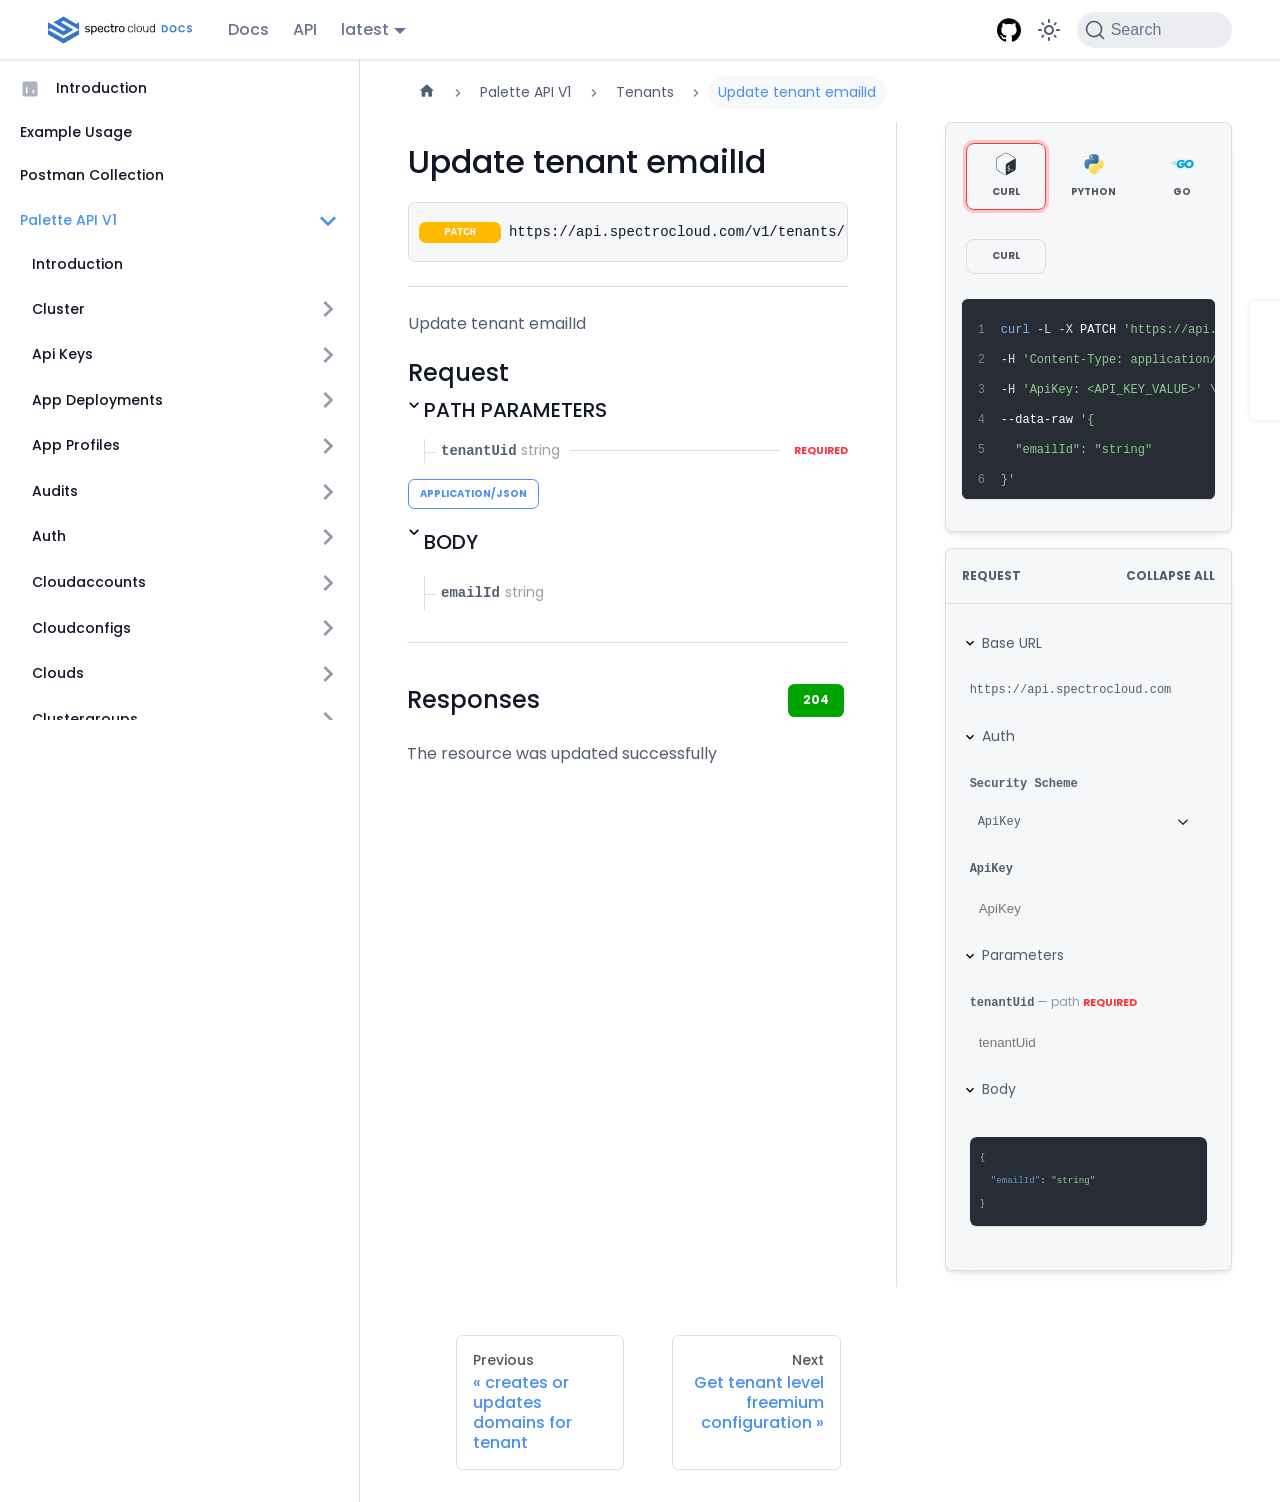 spectro cloud DOCS
Docs
API
latest
Search
Introduction
Example Usage
Postman Collection
Palette API V1
Introduction
Cluster
Api Keys
App Deployments
App Profiles
Audits
Auth
Cloudaccounts
Cloudconfigs
Clouds
Clustergroups
Palette API V1
Tenants
Update tenant emailId
Update tenant emailId
PATCH https://api.spectrocloud.com/v1/tenants/
Update tenant emailId
Request
PATH PARAMETERS
tenantUid string REQUIRED
APPLICATION/JSON
BODY
emailId string
Responses
204
The resource was updated successfully
CURL
PYTHON
GO
CURL
1 curl -L -X PATCH 'https://api.
2 -H 'Content-Type: application/
3 -H 'ApiKey: <API_KEY_VALUE>' \
4 --data-raw '{
5 "emailId": "string"
6 }'
REQUEST
COLLAPSE ALL
Base URL
https://api.spectrocloud.com
Auth
Security Scheme
ApiKey
ApiKey
ApiKey
Parameters
tenantUid — path REQUIRED
tenantUid
Body
{
"emailId": "string"
}
Previous
« creates or
updates
domains for
tenant
Next
Get tenant level
freemium
configuration »